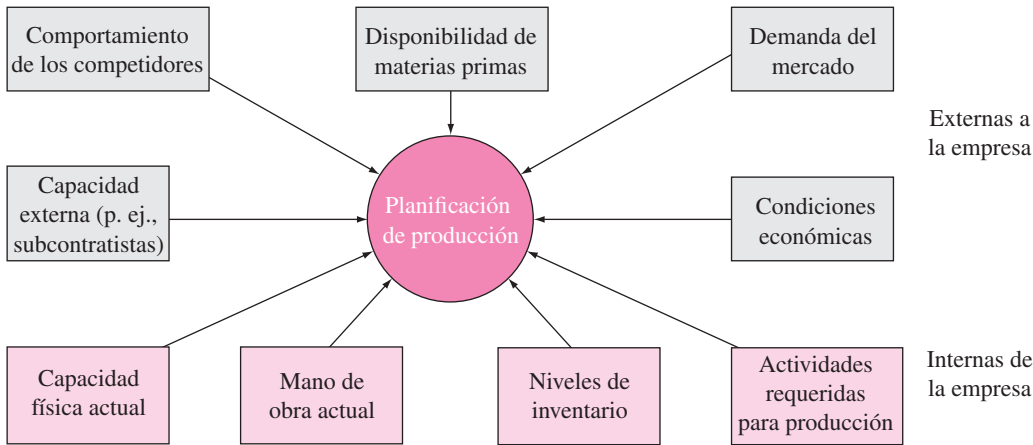 Comportamiento
de los competidores
Disponibilidad de
materias primas
Demanda del
mercado
Externas a
la empresa
Capacidad
externa (p. ej.,
subcontratistas)
Planificación
de producción
Condiciones
económicas
Capacidad
física actual
Mano de
obra actual
Niveles de
inventario
Actividades
requeridas
para producción
Internas de
la empresa